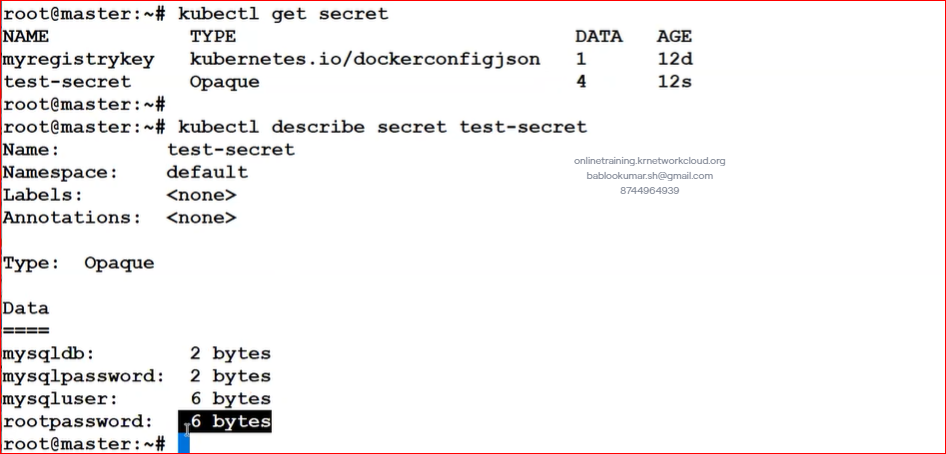 root@master:~# kubectl get secret
NAME TYPE DATA AGE
myregistrykey kubernetes.io/dockerconfigjson 1 12d
test-secret Opaque 4 12s
root@master:~#
root@master:~# kubectl describe secret test-secret
Name: test-secret
Namespace: default
Labels: <none>
Annotations: <none>
Type: Opaque
Data
====
mysqldb: 2 bytes
mysqlpassword: 2 bytes
mysqluser: 6 bytes
rootpassword: 6 bytes
root@master:~#
onlinetraining.krnetworkcloud.org
bablookumar.sh@gmail.com
8744964939